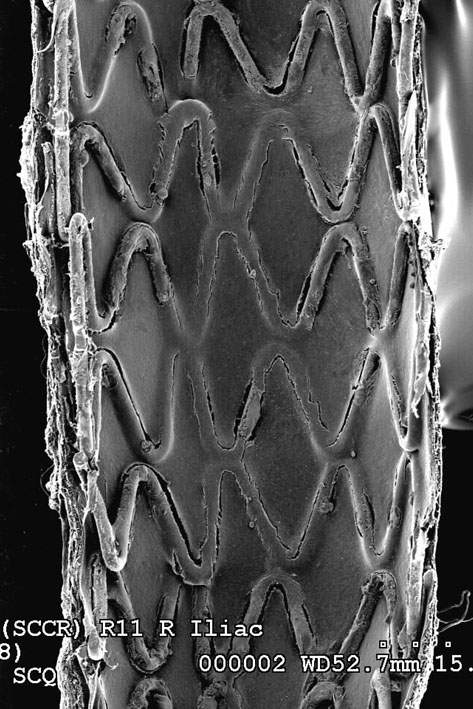 (SCCR) R11 R Iliac
8)
000002 WD52.7mm 15.
SCQ